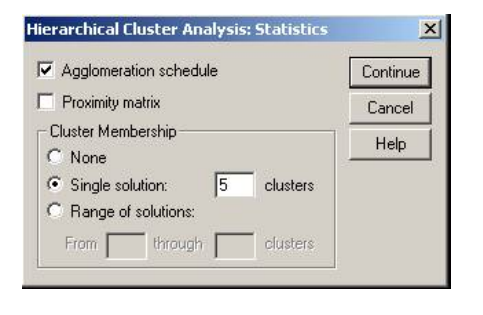 Hierarchical Cluster Analysis: Statistics
Agglomeration schedule
Continue
Proximity matrix
Cancel
Cluster Membership
Help
None
Single solution: 5 clusters
Range of solutions:
From through clusters